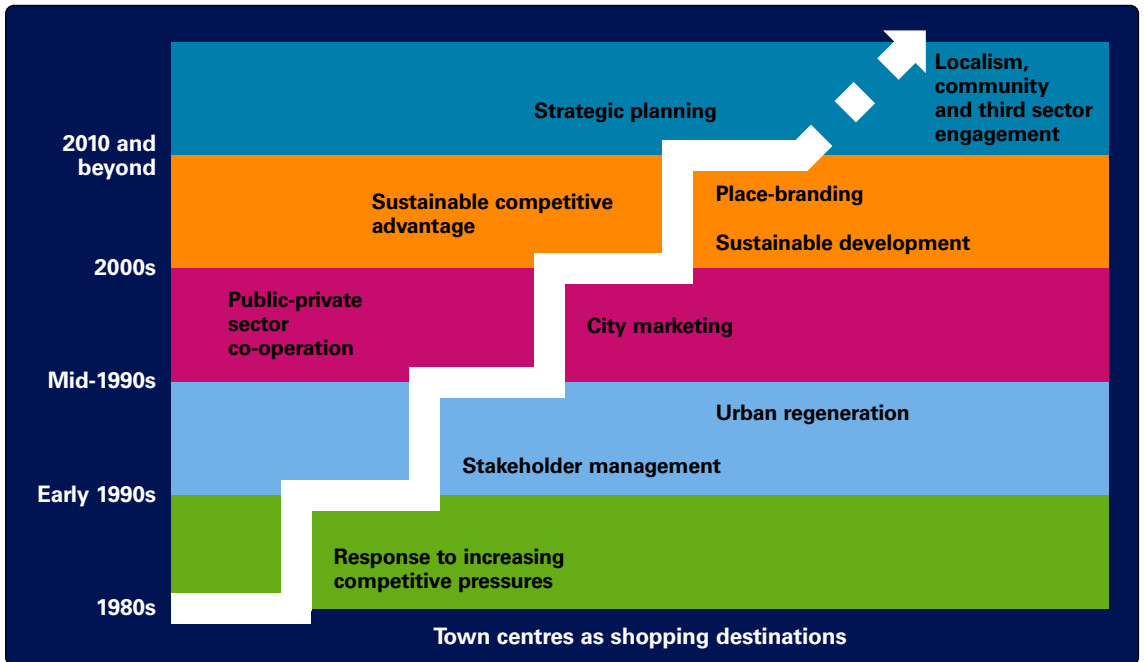 Localism,
community
and third sector
engagement
Strategic planning
2010 and
beyond
Sustainable competitive
advantage
Place-branding
Sustainable development
2000s
Public-private
sector
co-operation
City marketing
Mid-1990s
Urban regeneration
Stakeholder management
Early 1990s
Response to increasing
competitive pressures
1980s
Town centres as shopping destinations